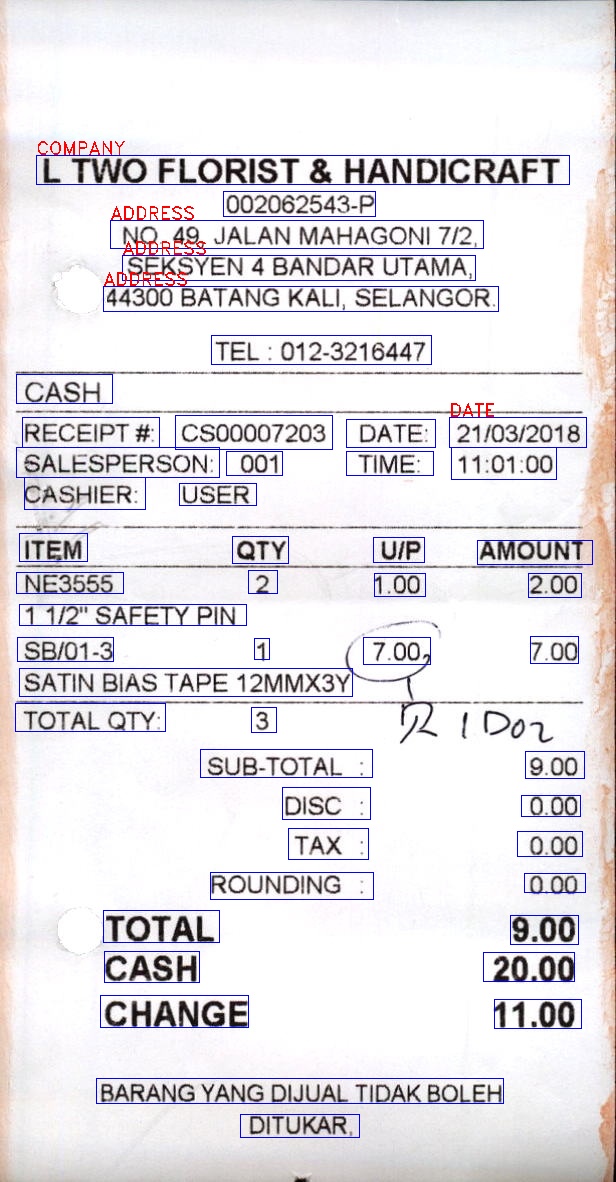 COMPANY
L TWO FLORIST & HANDICRAFT
002062543-P
ADDRESS
NO. 49, JALAN MAHAGONI 7/2,
ADDRESS
SEKSYEN 4 BANDAR UTAMA,
ADDRESS
44300 BATANG KALI, SELANGOR.
TEL : 012-3216447
CASH
DATE
RECEIPT #: CS00007203 DATE: 21/03/2018
SALESPERSON: 001 TIME: 11:01:00
CASHIER: USER
ITEM QTY U/P AMOUNT
NE3555 2 1.00 2.00
1 1/2" SAFETY PIN
SB/01-3 1 7.00 7.00
SATIN BIAS TAPE 12MMX3Y
TOTAL QTY: 3
1 Doz
SUB-TOTAL : 9.00
DISC : 0.00
TAX : 0.00
ROUNDING : 0.00
TOTAL 9.00
CASH 20.00
CHANGE 11.00
BARANG YANG DIJUAL TIDAK BOLEH
DITUKAR,